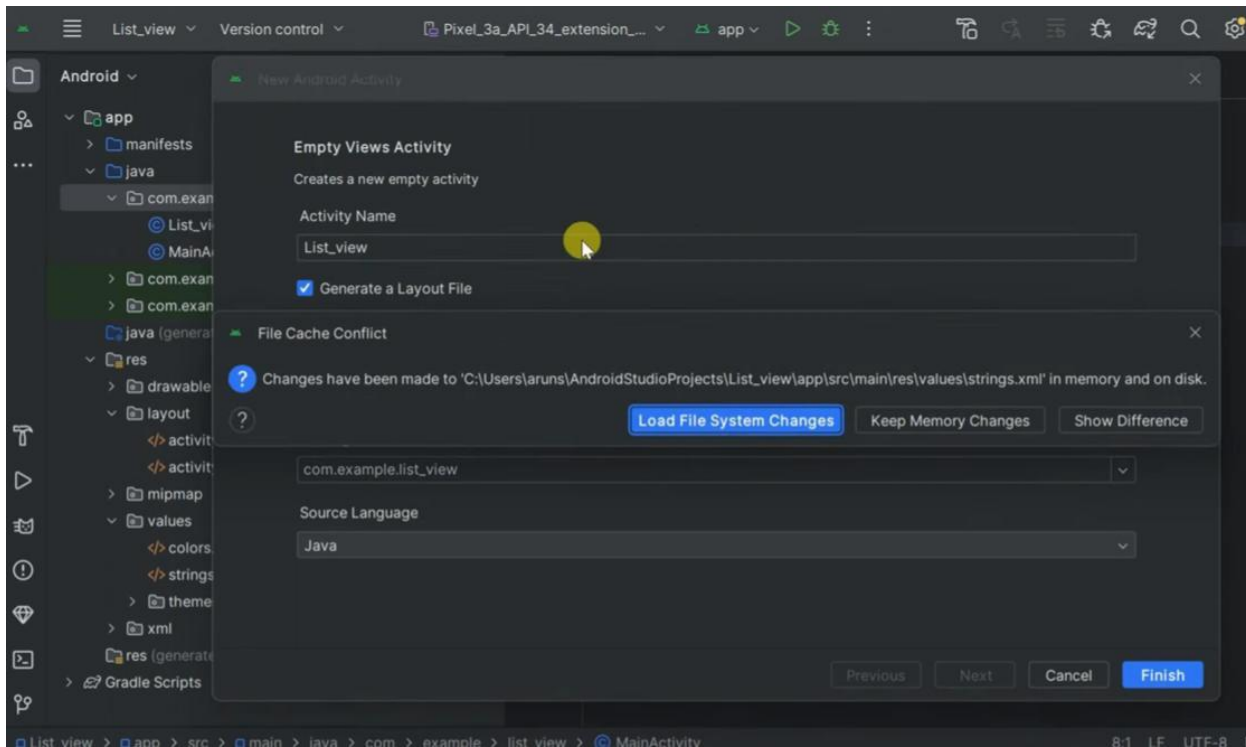 List_view Version control Pixel_3a_API_34_extension_... app
Android
app
manifests
java
com.exan
List_vi
MainA
com.exan
com.exan
java (genera
res
drawable
layout
activit
activit
mipmap
values
colors
strings
theme
xml
res (generate
Gradle Scripts
New Android Activity
Empty Views Activity
Creates a new empty activity
Activity Name
List_view
Generate a Layout File
File Cache Conflict
Changes have been made to 'C:\Users\aruns\AndroidStudioProjects\List_view\app\src\main\res\values\strings.xml' in memory and on disk.
Load File System Changes Keep Memory Changes Show Difference
com.example.list_view
Source Language
Java
Previous Next Cancel Finish
List_view > app > src > main > java > com > example > list_view > MainActivity 8:1 LF UTF-8